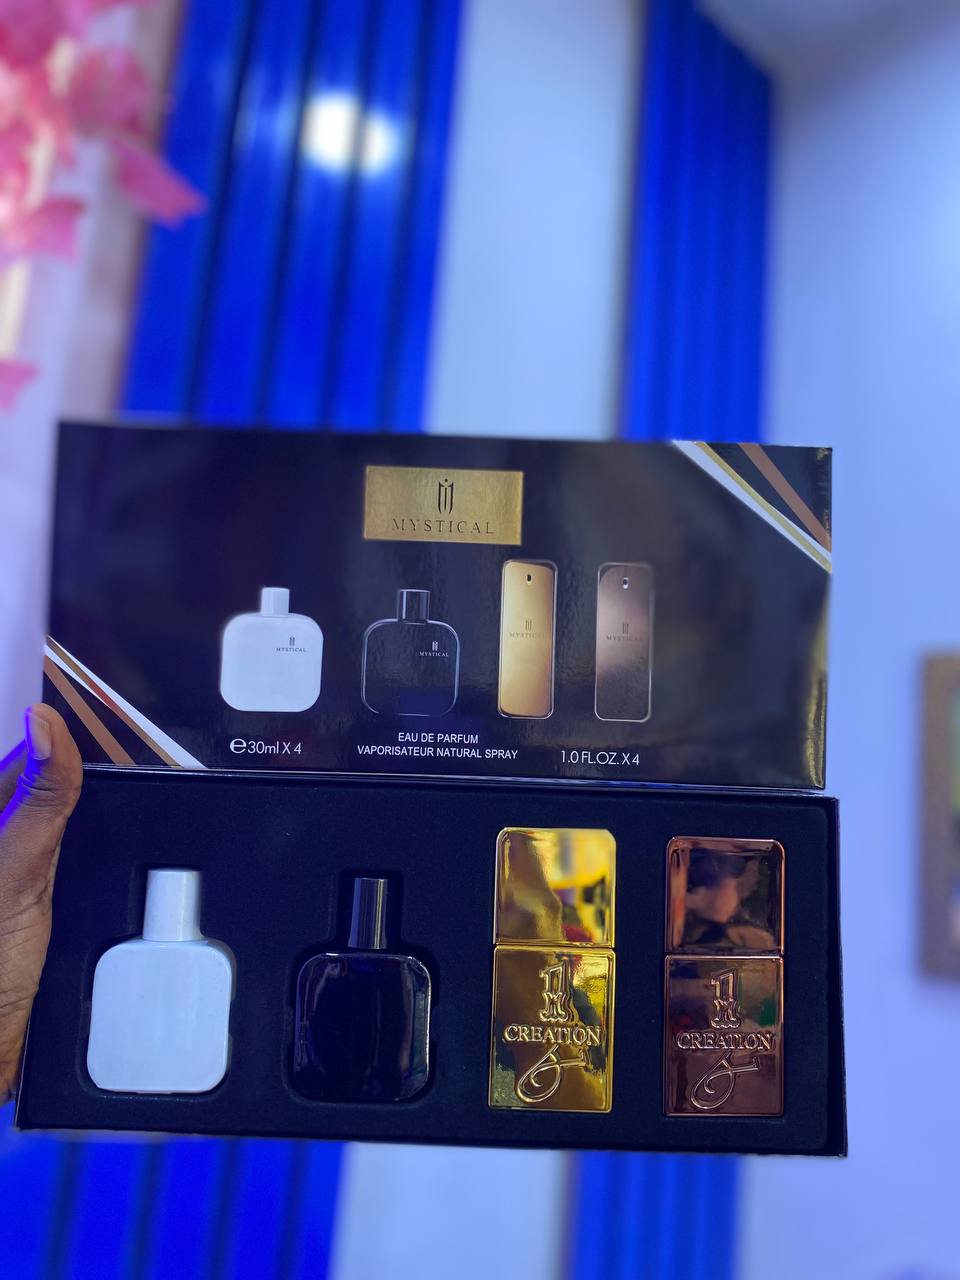 MYSTICAL
MYSTICAL
MYSTICAL
MYSTICAL
MYSTICAL
℮30ml X 4
EAU DE PARFUM
VAPORISATEUR NATURAL SPRAY
1.0 FL.OZ. X 4
1
CREATION
1
CREATION